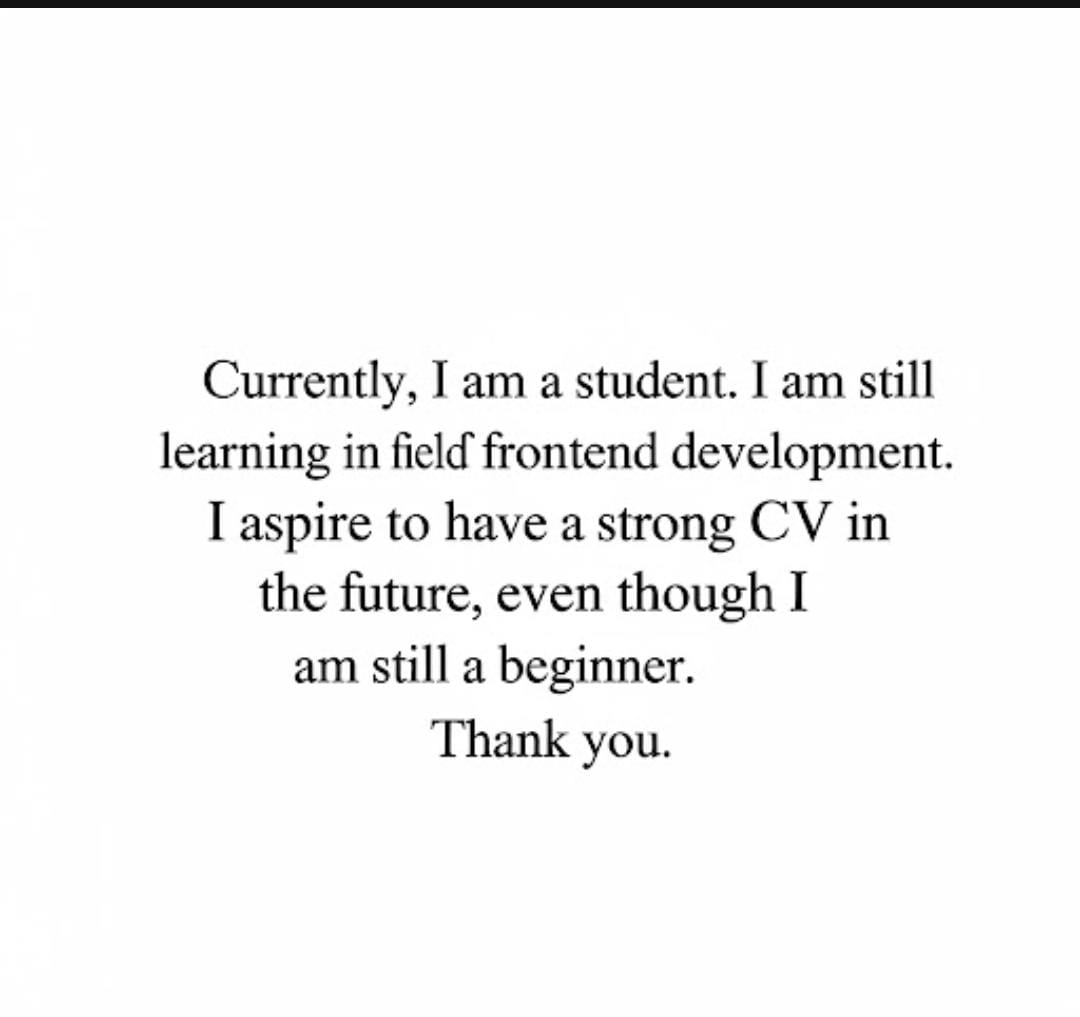 Currently, I am a student. I am still
learning in field frontend development.
I aspire to have a strong CV in
the future, even though I
am still a beginner.
Thank you.